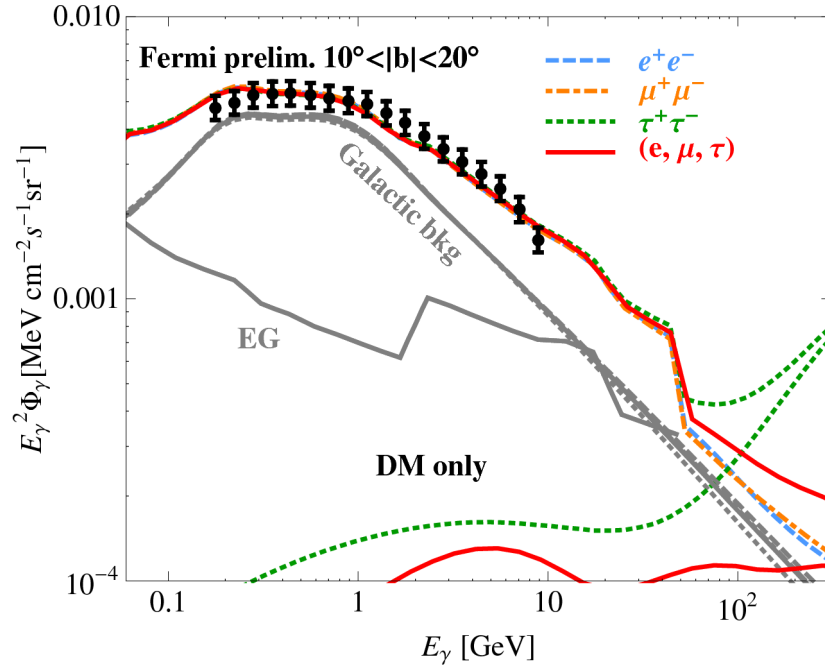 0.010
Fermi prelim. 10°<|b|<20°
e⁺e⁻
μ⁺μ⁻
τ⁺τ⁻
(e, μ, τ)
Galactic bkg
0.001
EG
DM only
10⁻⁴
0.1
1
10
10²
E_γ [GeV]
E_γ²Φ_γ[MeV cm⁻²s⁻¹sr⁻¹]